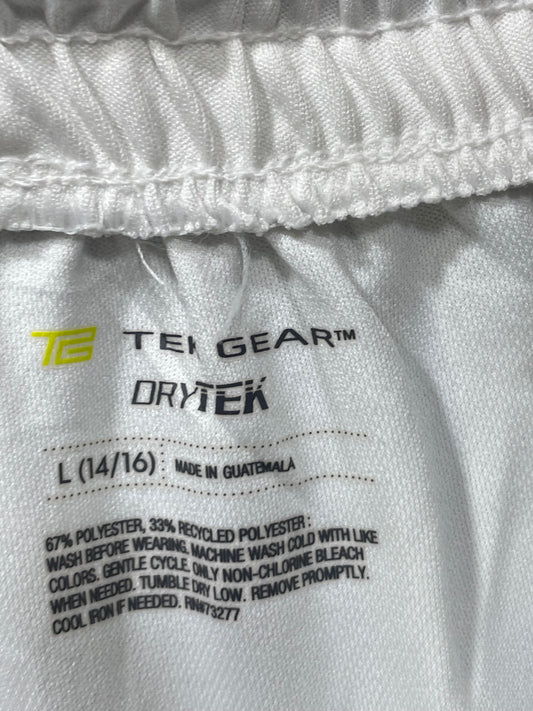 TG TEK GEAR™
DRYTEK
L (14/16) MADE IN GUATEMALA
67% POLYESTER, 33% RECYCLED POLYESTER :
WASH BEFORE WEARING. MACHINE WASH COLD WITH LIKE
COLORS. GENTLE CYCLE. ONLY NON-CHLORINE BLEACH
WHEN NEEDED. TUMBLE DRY LOW. REMOVE PROMPTLY.
COOL IRON IF NEEDED. RN#73277